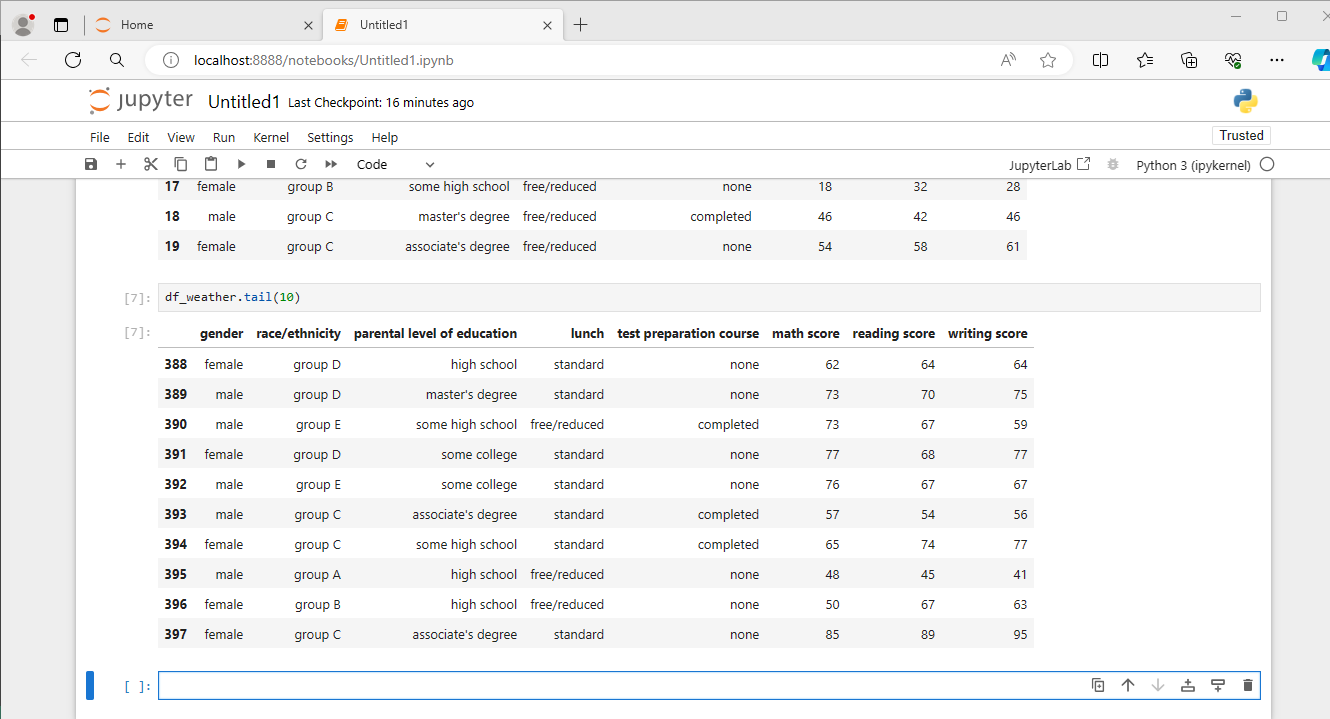 Home
Untitled1
localhost:8888/notebooks/Untitled1.ipynb
jupyter Untitled1 Last Checkpoint: 16 minutes ago
File Edit View Run Kernel Settings Help
Trusted
Code
JupyterLab Python 3 (ipykernel)
17 female group B some high school free/reduced none 18 32 28
18 male group C master's degree free/reduced completed 46 42 46
19 female group C associate's degree free/reduced none 54 58 61
[7]: df_weather.tail(10)
[7]: gender race/ethnicity parental level of education lunch test preparation course math score reading score writing score
388 female group D high school standard none 62 64 64
389 male group D master's degree standard none 73 70 75
390 male group E some high school free/reduced completed 73 67 59
391 female group D some college standard none 77 68 77
392 male group E some college standard none 76 67 67
393 male group C associate's degree standard completed 57 54 56
394 female group C some high school standard completed 65 74 77
395 male group A high school free/reduced none 48 45 41
396 female group B high school free/reduced none 50 67 63
397 female group C associate's degree standard none 85 89 95
[ ]: